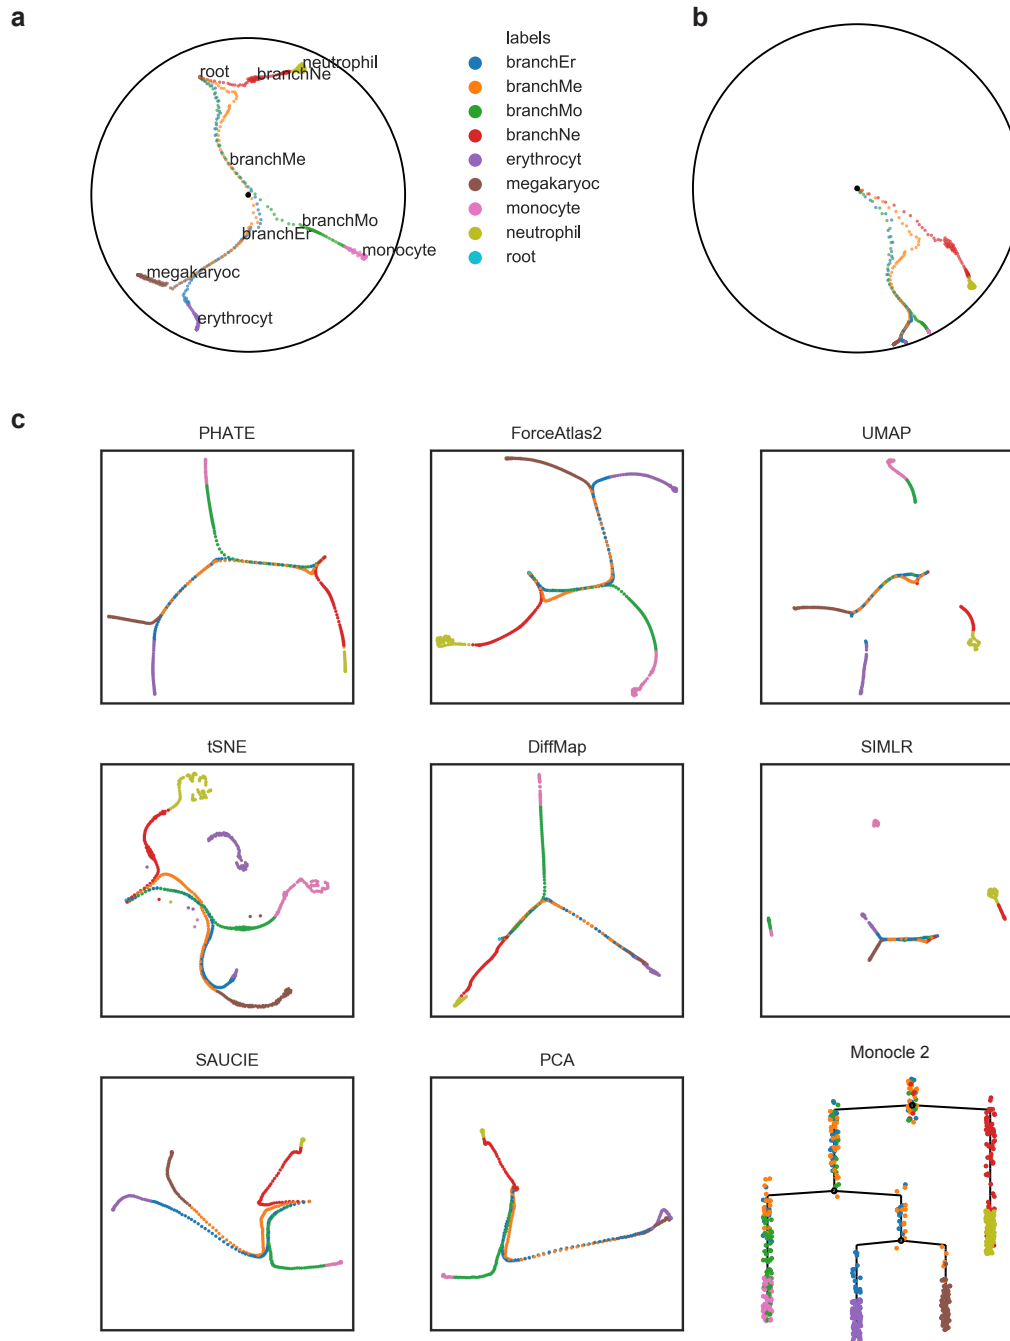 a
b
root
neutrophil
branchNe
branchMe
branchMo
branchEr
monocyte
megakaryoc
erythrocyt
labels
branchEr
branchMe
branchMo
branchNe
erythrocyt
megakaryoc
monocyte
neutrophil
root
c
PHATE
ForceAtlas2
UMAP
tSNE
DiffMap
SIMLR
SAUCIE
PCA
Monocle 2